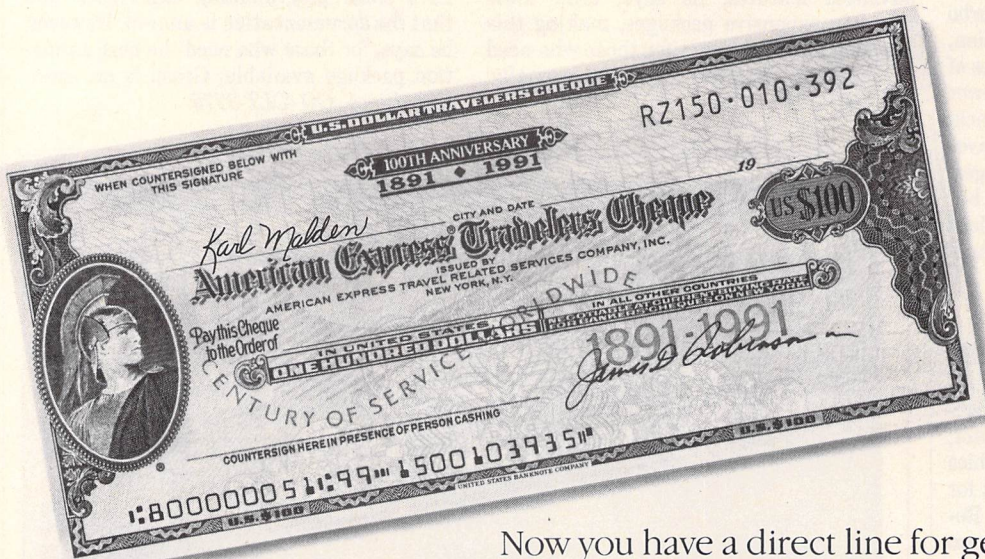 U.S. DOLLAR TRAVELERS CHEQUE
RZ150·010·392
WHEN COUNTERSIGNED BELOW WITH
THIS SIGNATURE
100TH ANNIVERSARY
1891 ♦ 1991
19
Karl Malden
CITY AND DATE
US $100
American Express Travelers Cheque
ISSUED BY
AMERICAN EXPRESS TRAVEL RELATED SERVICES COMPANY, INC.
NEW YORK, N.Y.
Pay this Cheque
to the Order of
IN UNITED STATES
ONE HUNDRED DOLLARS
IN ALL OTHER COUNTRIES
CENTURY OF SERVICE WORLDWIDE
1891-1991
James D Robinson
COUNTERSIGN HERE IN PRESENCE OF PERSON CASHING
⑆800000051⑆99⑈ 1500103935⑈
U.S. $100
UNITED STATES BANKNOTE COMPANY
U.S. $100
Now you have a direct line for ge